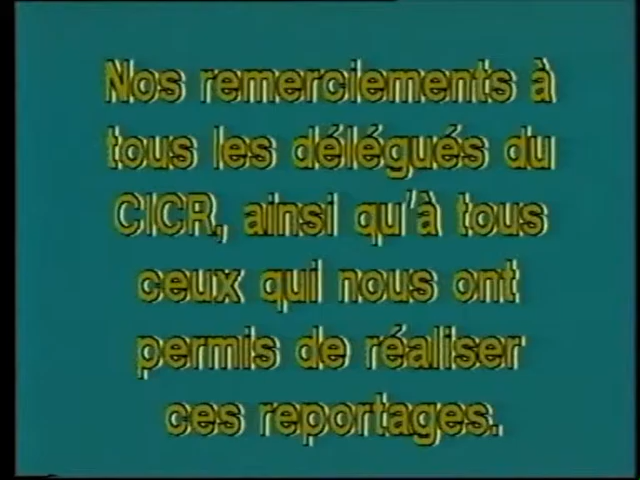 Nos remerciements à
tous les délégués du
CICR, ainsi qu'à tous
ceux qui nous ont
permis de réaliser
ces reportages.